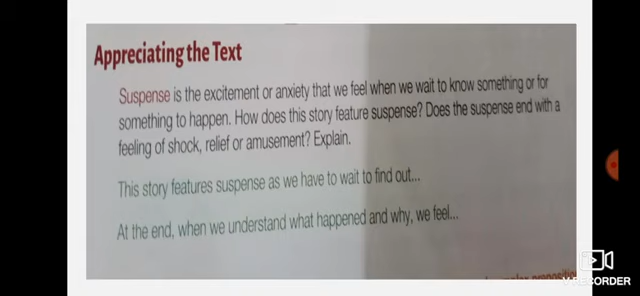 Appreciating the Text
Suspense is the excitement or anxiety that we feel when we wait to know something or for
something to happen. How does this story feature suspense? Does the suspense end with a
feeling of shock, relief or amusement? Explain.
This story features suspense as we have to wait to find out...
At the end, when we understand what happened and why, we feel...
RECORDER